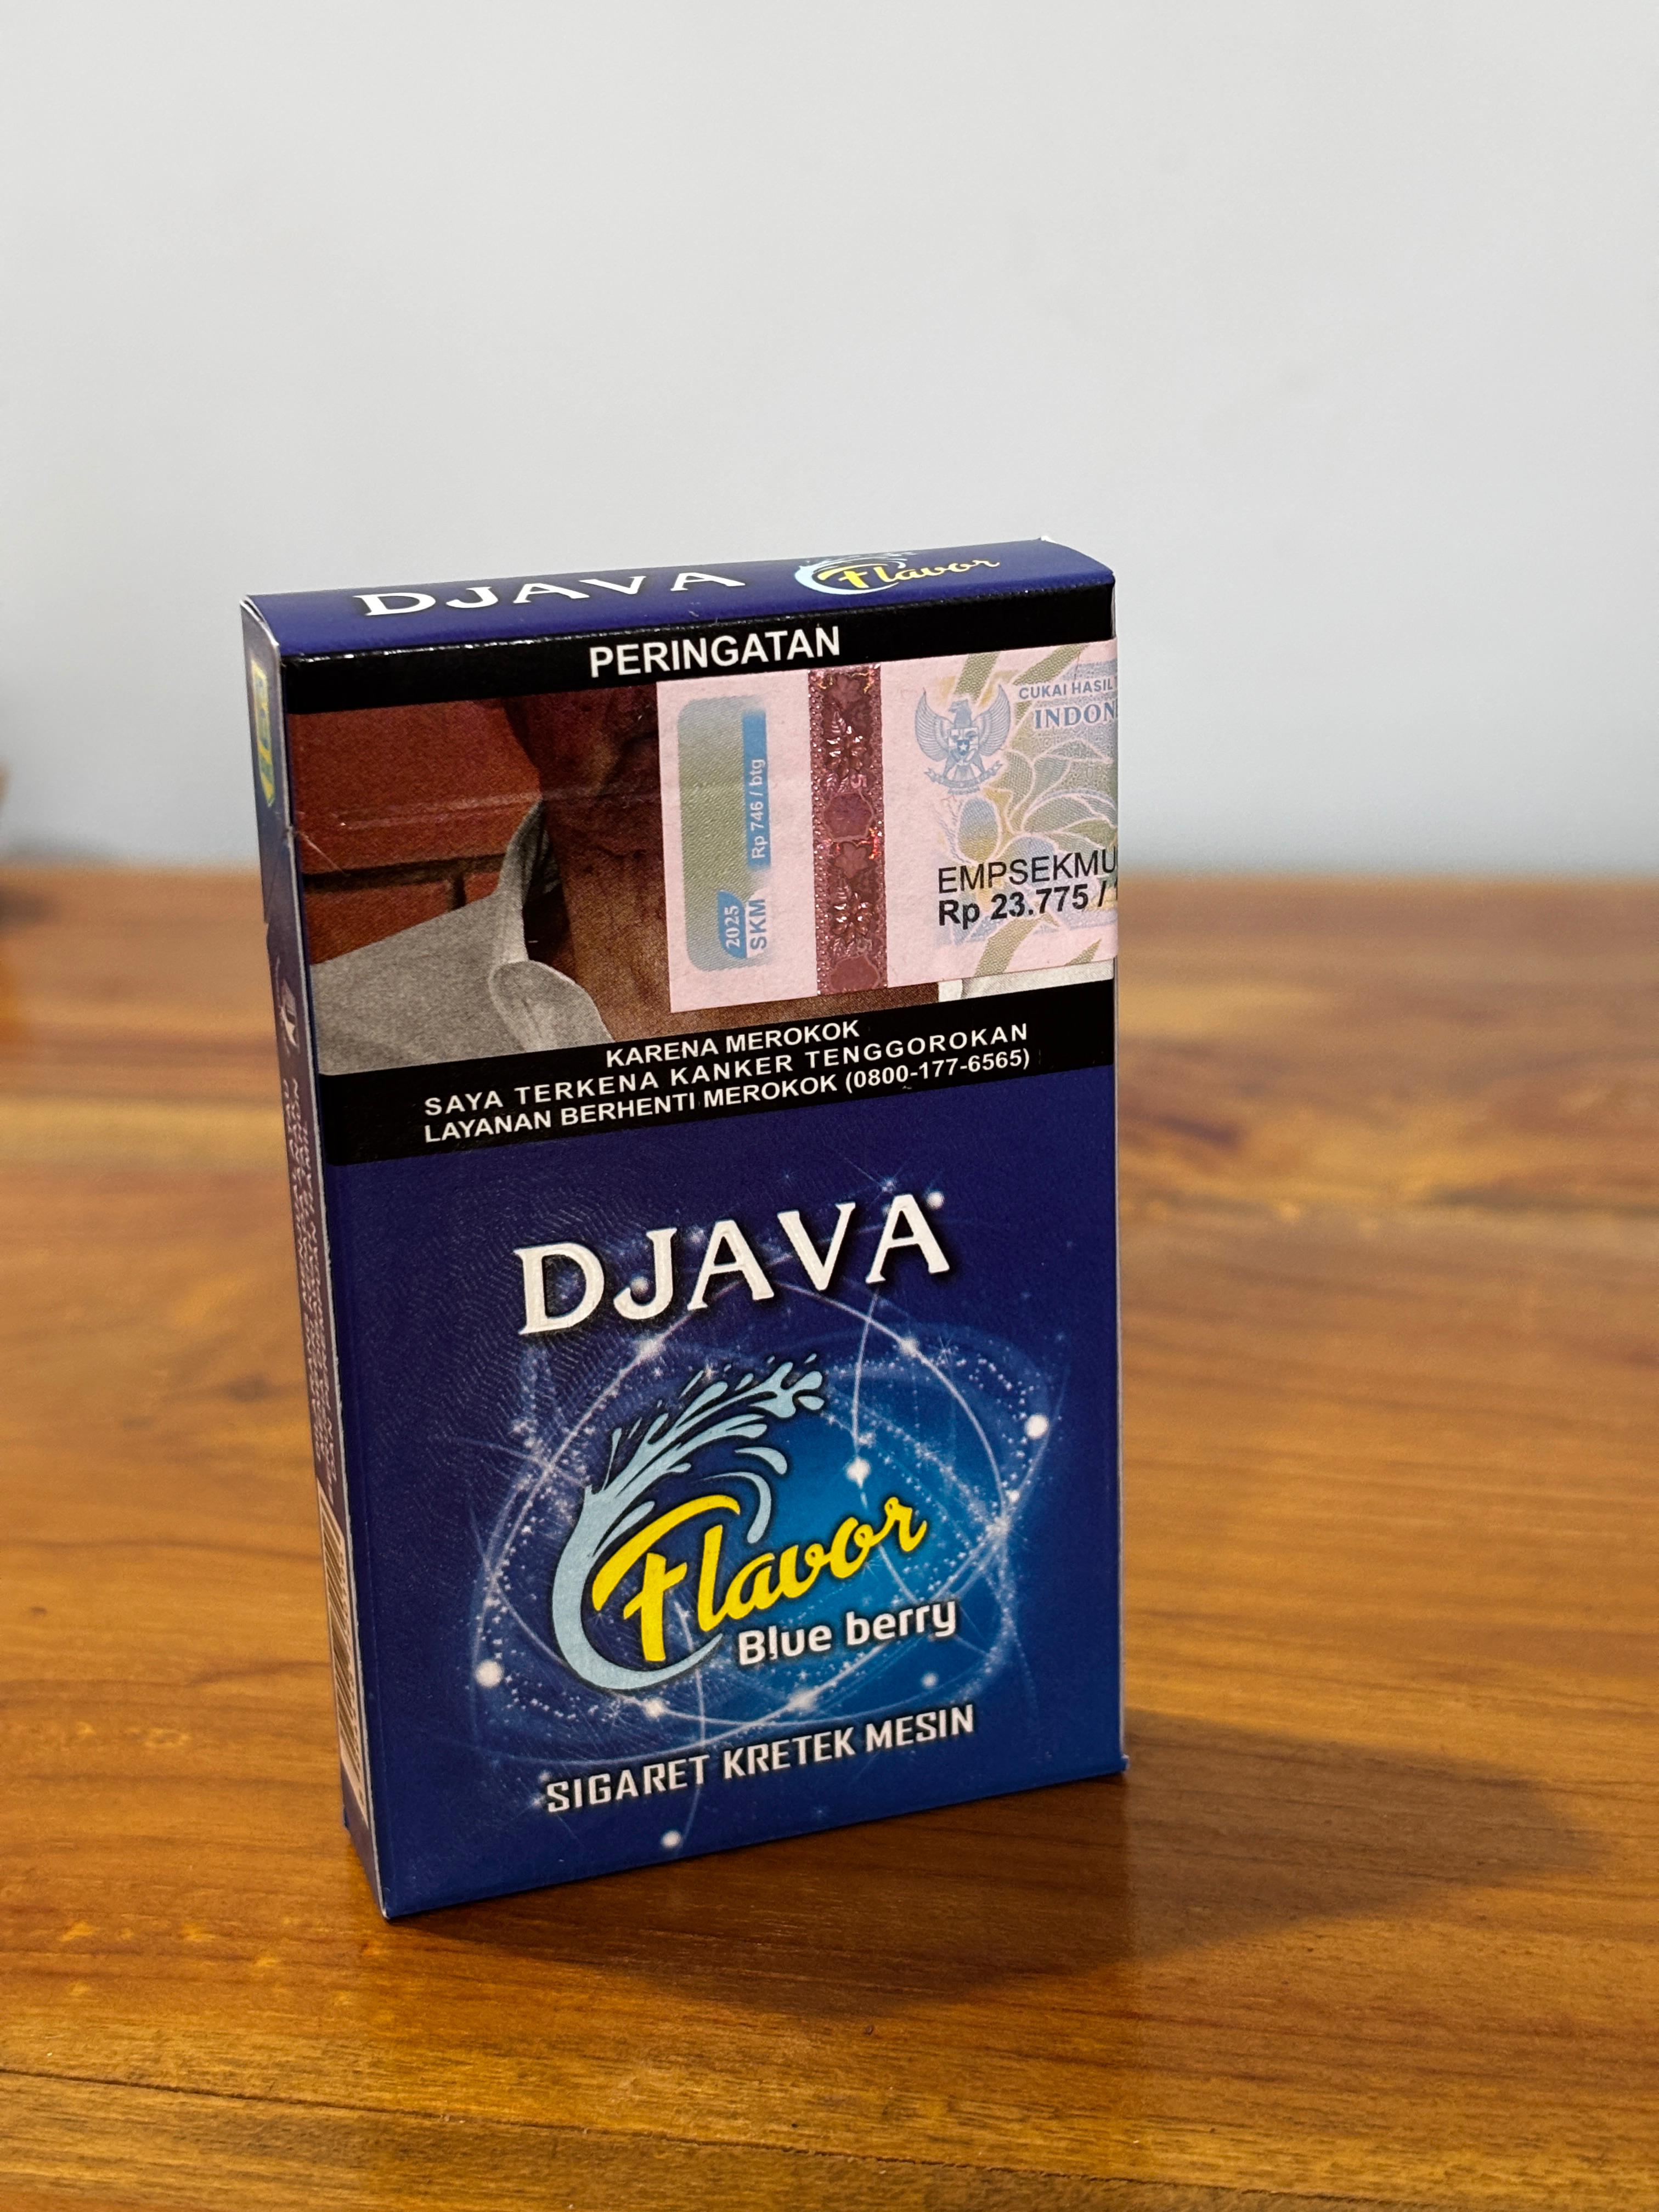 DJAVA Flavor
PERINGATAN
2025
SKM Rp 746 / btg
CUKAI HASIL
INDON
EMPSEKMU
Rp 23.775 /
KARENA MEROKOK
SAYA TERKENA KANKER TENGGOROKAN
LAYANAN BERHENTI MEROKOK (0800-177-6565)
DJAVA
Flavor
Blue berry
SIGARET KRETEK MESIN